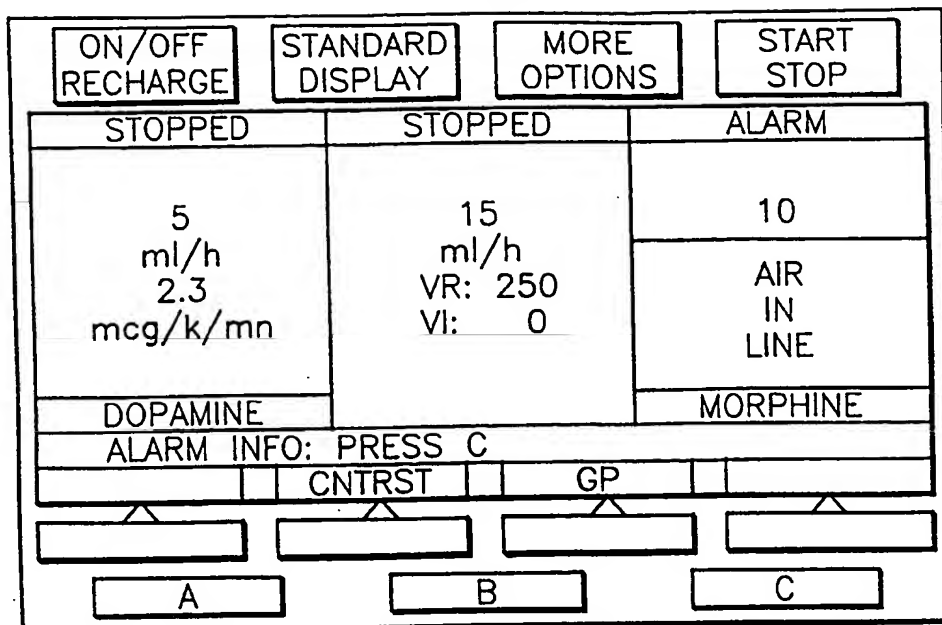 ON/OFF RECHARGE
STANDARD DISPLAY
MORE OPTIONS
START STOP
STOPPED
5
ml/h
2.3
mcg/k/mn
DOPAMINE
STOPPED
15
ml/h
VR: 250
VI: 0
ALARM
10
AIR
IN
LINE
MORPHINE
ALARM INFO: PRESS C
CNTRST
GP
A
B
C